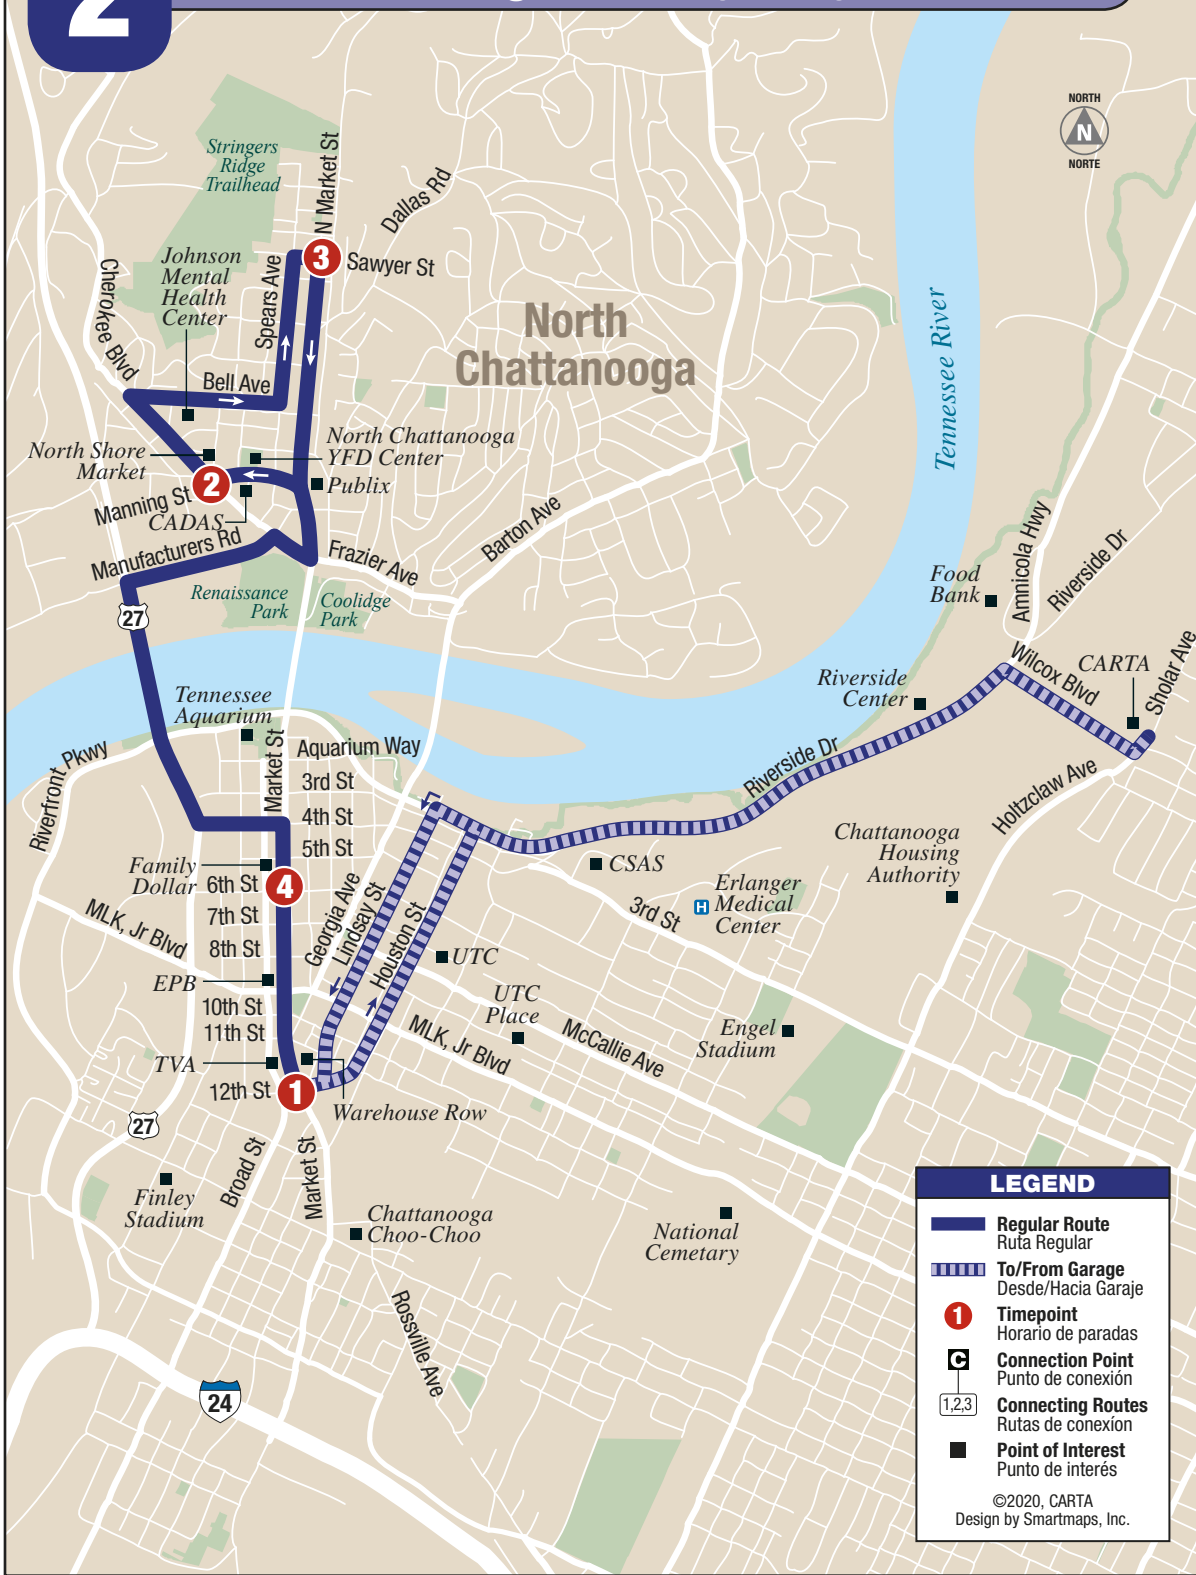 2
NORTH
N
NORTE
Stringers
Ridge
Trailhead
N Market St
Dallas Rd
Johnson
Mental
Health
Center
Cherokee Blvd
Spears Ave
3
Sawyer St
North
Chattanooga
Tennessee River
Bell Ave
North Shore
Market
North Chattanooga
YFD Center
2
Publix
Manning St
CADAS
Manufacturers Rd
Frazier Ave
Barton Ave
Renaissance
Park
Coolidge
Park
27
Food
Bank
Amnicola Hwy
Riverside Dr
Wilcox Blvd
CARTA
Sholar Ave
Riverside
Center
Tennessee
Aquarium
Riverfront Pkwy
Market St
Aquarium Way
3rd St
4th St
5th St
Riverside Dr
Holtzclaw Ave
Chattanooga
Housing
Authority
Family
Dollar
6th St
4
7th St
8th St
MLK, Jr Blvd
Georgia Ave
Lindsay St
Houston St
CSAS
3rd St
H
Erlanger
Medical
Center
UTC
EPB
10th St
11th St
UTC
Place
MLK, Jr Blvd
McCallie Ave
Engel
Stadium
TVA
12th St
1
Warehouse Row
27
Broad St
Market St
Finley
Stadium
Chattanooga
Choo-Choo
National
Cemetary
Rossville Ave
24
LEGEND
Regular Route
Ruta Regular
To/From Garage
Desde/Hacia Garaje
1
Timepoint
Horario de paradas
C
Connection Point
Punto de conexión
1,2,3
Connecting Routes
Rutas de conexíon
Point of Interest
Punto de interés
©2020, CARTA
Design by Smartmaps, Inc.